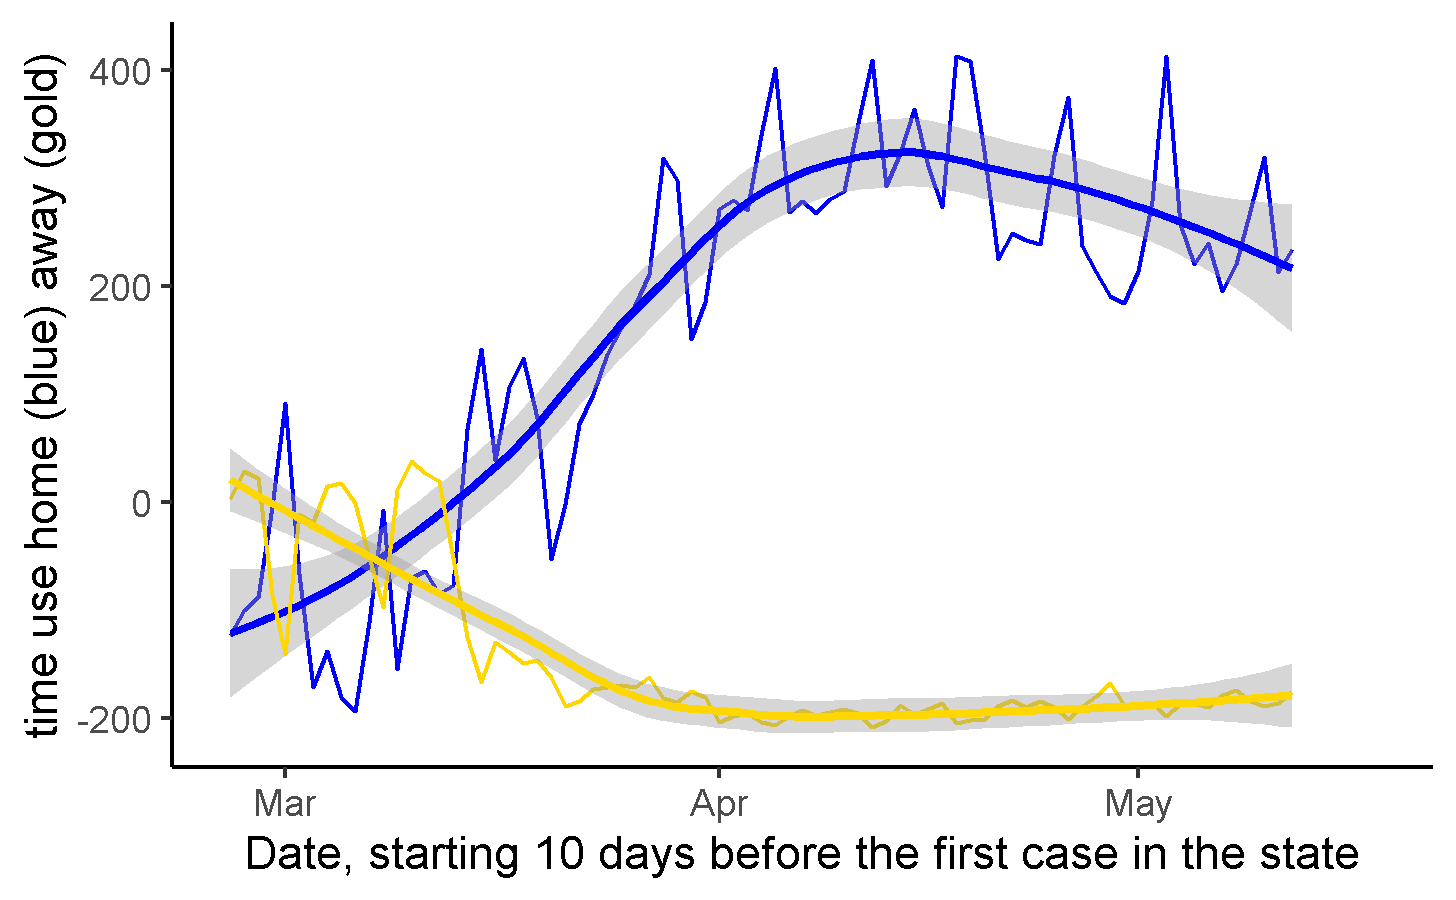 time use home (blue) away (gold)
400
200
0
-200
Mar
Apr
May
Date, starting 10 days before the first case in the state